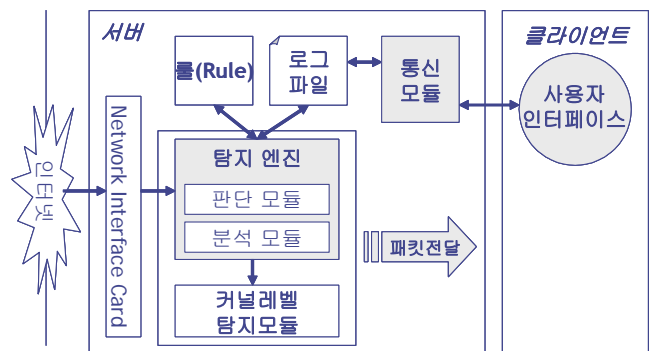 서버
클라이언트
룰(Rule)
로그
파일
통신
모듈
사용자
인터페이스
인터넷
Network Interface Card
탐지 엔진
판단 모듈
분석 모듈
패킷전달
커널레벨
탐지모듈